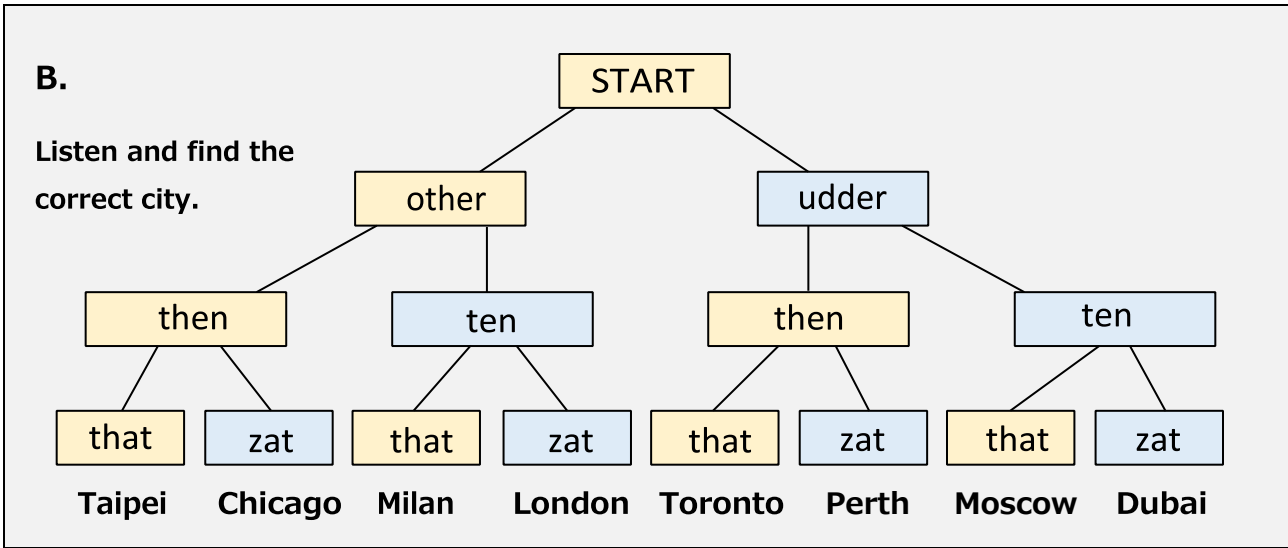 B.
START
Listen and find the
correct city.
other udder
then ten then ten
that zat that zat that zat that zat
Taipei Chicago Milan London Toronto Perth Moscow Dubai